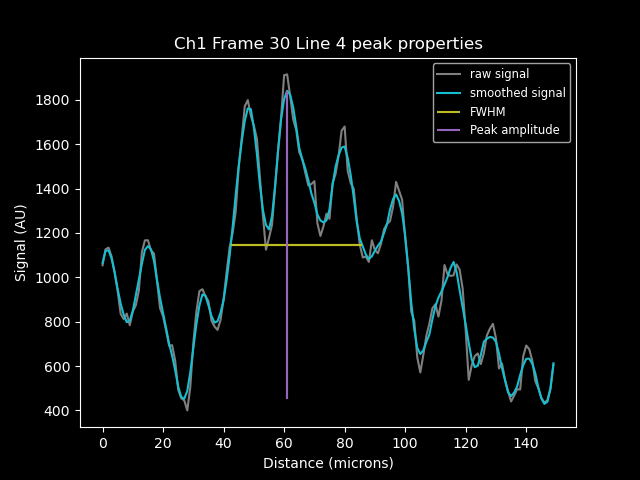 Ch1 Frame 30 Line 4 peak properties
raw signal
smoothed signal
FWHM
Peak amplitude
Signal (AU)
1800
1600
1400
1200
1000
800
600
400
0 20 40 60 80 100 120 140
Distance (microns)